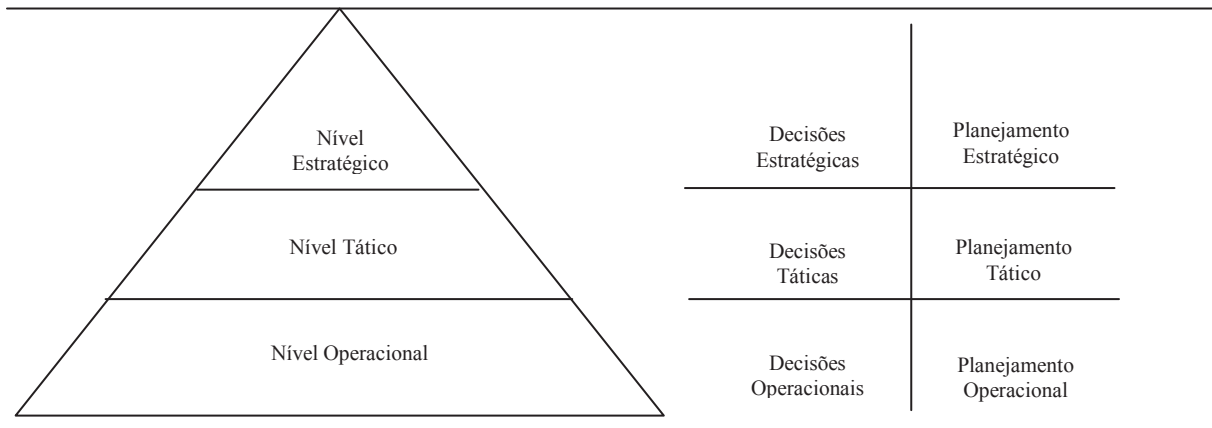 Nível
Estratégico
Decisões
Estratégicas
Planejamento
Estratégico
Nível Tático
Decisões
Táticas
Planejamento
Tático
Nível Operacional
Decisões
Operacionais
Planejamento
Operacional